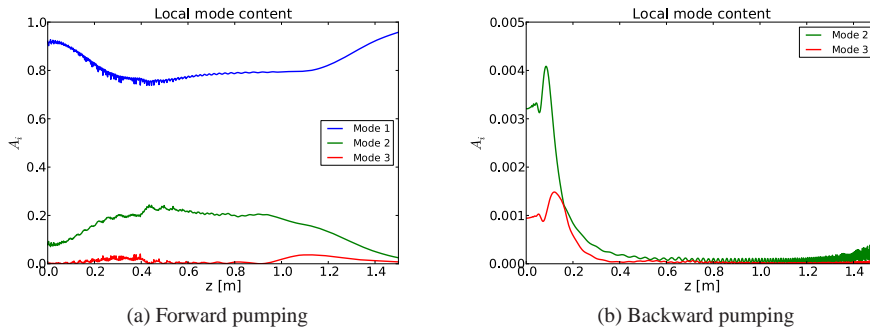 Local mode content
1.0
0.8
0.6
0.4
0.2
0.0
A_i
Mode 1
Mode 2
Mode 3
0.0 0.2 0.4 0.6 0.8 1.0 1.2 1.4
z [m]
(a) Forward pumping
Local mode content
0.005
0.004
0.003
0.002
0.001
0.000
A_i
Mode 2
Mode 3
0.0 0.2 0.4 0.6 0.8 1.0 1.2 1.4
z [m]
(b) Backward pumping